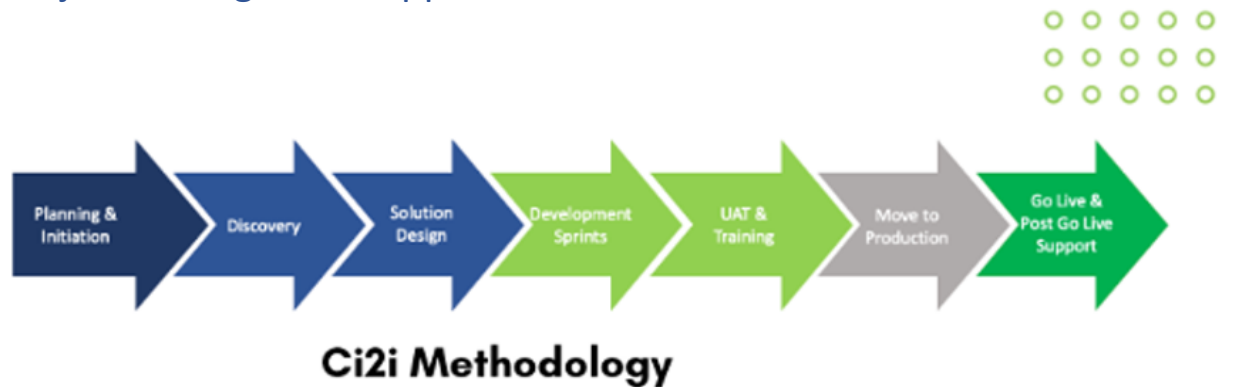 Planning &
Initiation
Discovery
Solution
Design
Development
Sprints
UAT &
Training
Move to
Production
Go Live &
Post Go Live
Support
Ci2i Methodology